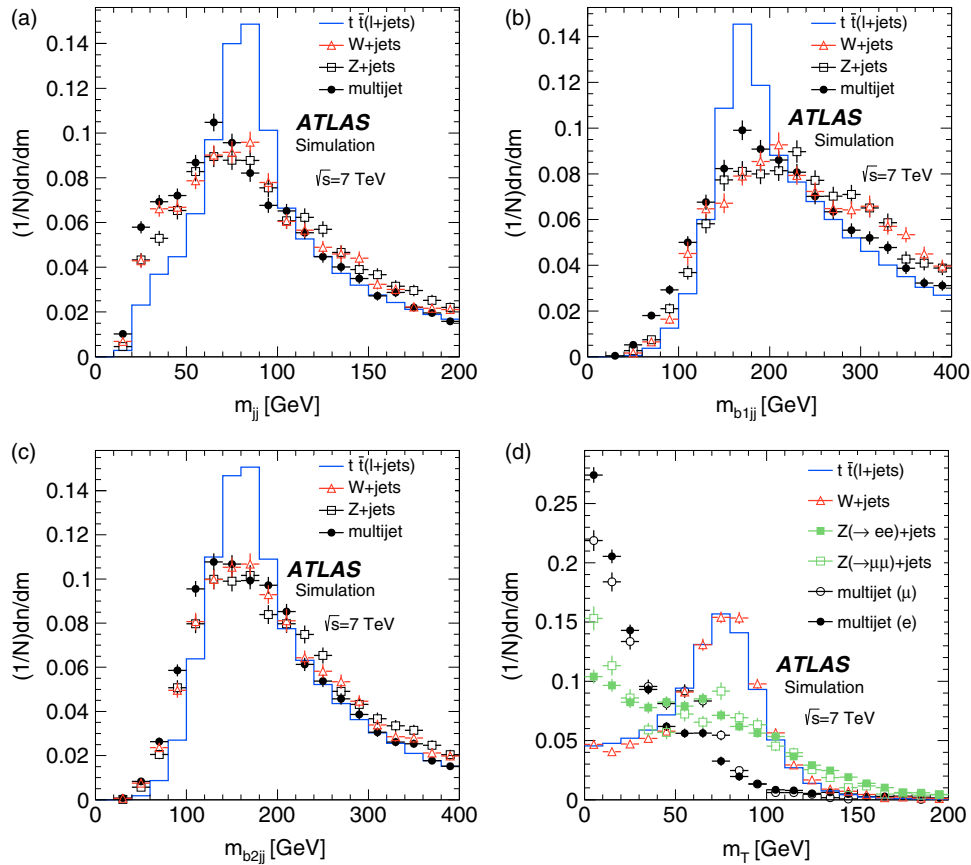 (a)
t t̄(l+jets)
W+jets
Z+jets
multijet
ATLAS
Simulation
√s=7 TeV
(1/N)dn/dm
0.14
0.12
0.1
0.08
0.06
0.04
0.02
0
0 50 100 150 200
m_jj [GeV]
(b)
t t̄(l+jets)
W+jets
Z+jets
multijet
ATLAS
Simulation
√s=7 TeV
(1/N)dn/dm
0.14
0.12
0.1
0.08
0.06
0.04
0.02
0
0 100 200 300 400
m_b1jj [GeV]
(c)
t t̄(l+jets)
W+jets
Z+jets
multijet
ATLAS
Simulation
√s=7 TeV
(1/N)dn/dm
0.14
0.12
0.1
0.08
0.06
0.04
0.02
0
0 100 200 300 400
m_b2jj [GeV]
(d)
t t̄(l+jets)
W+jets
Z(→ ee)+jets
Z(→μμ)+jets
multijet (μ)
multijet (e)
ATLAS
Simulation
√s=7 TeV
(1/N)dn/dm
0.25
0.2
0.15
0.1
0.05
0
0 50 100 150 200
m_T [GeV]